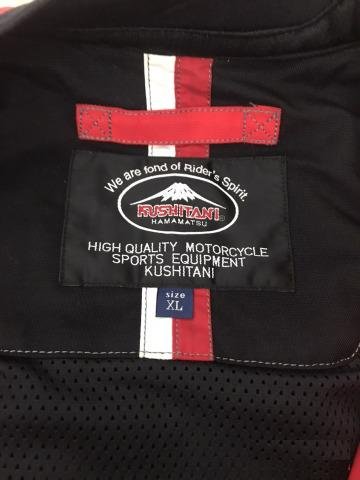 We are fond of Rider's Spirit.
KUSHITANI
HAMAMATSU
HIGH QUALITY MOTORCYCLE
SPORTS EQUIPMENT
KUSHITANI
size
XL